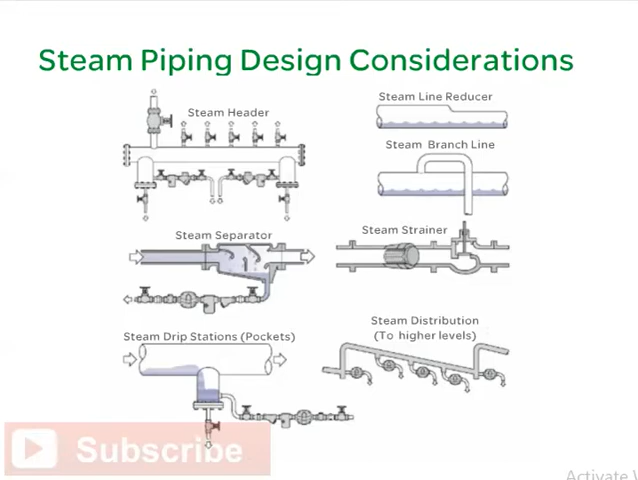 Steam Piping Design Considerations
Steam Header
Steam Line Reducer
Steam Branch Line
Steam Separator
Steam Strainer
Steam Drip Stations (Pockets)
Steam Distribution
(To higher levels)
Subscribe
Activate